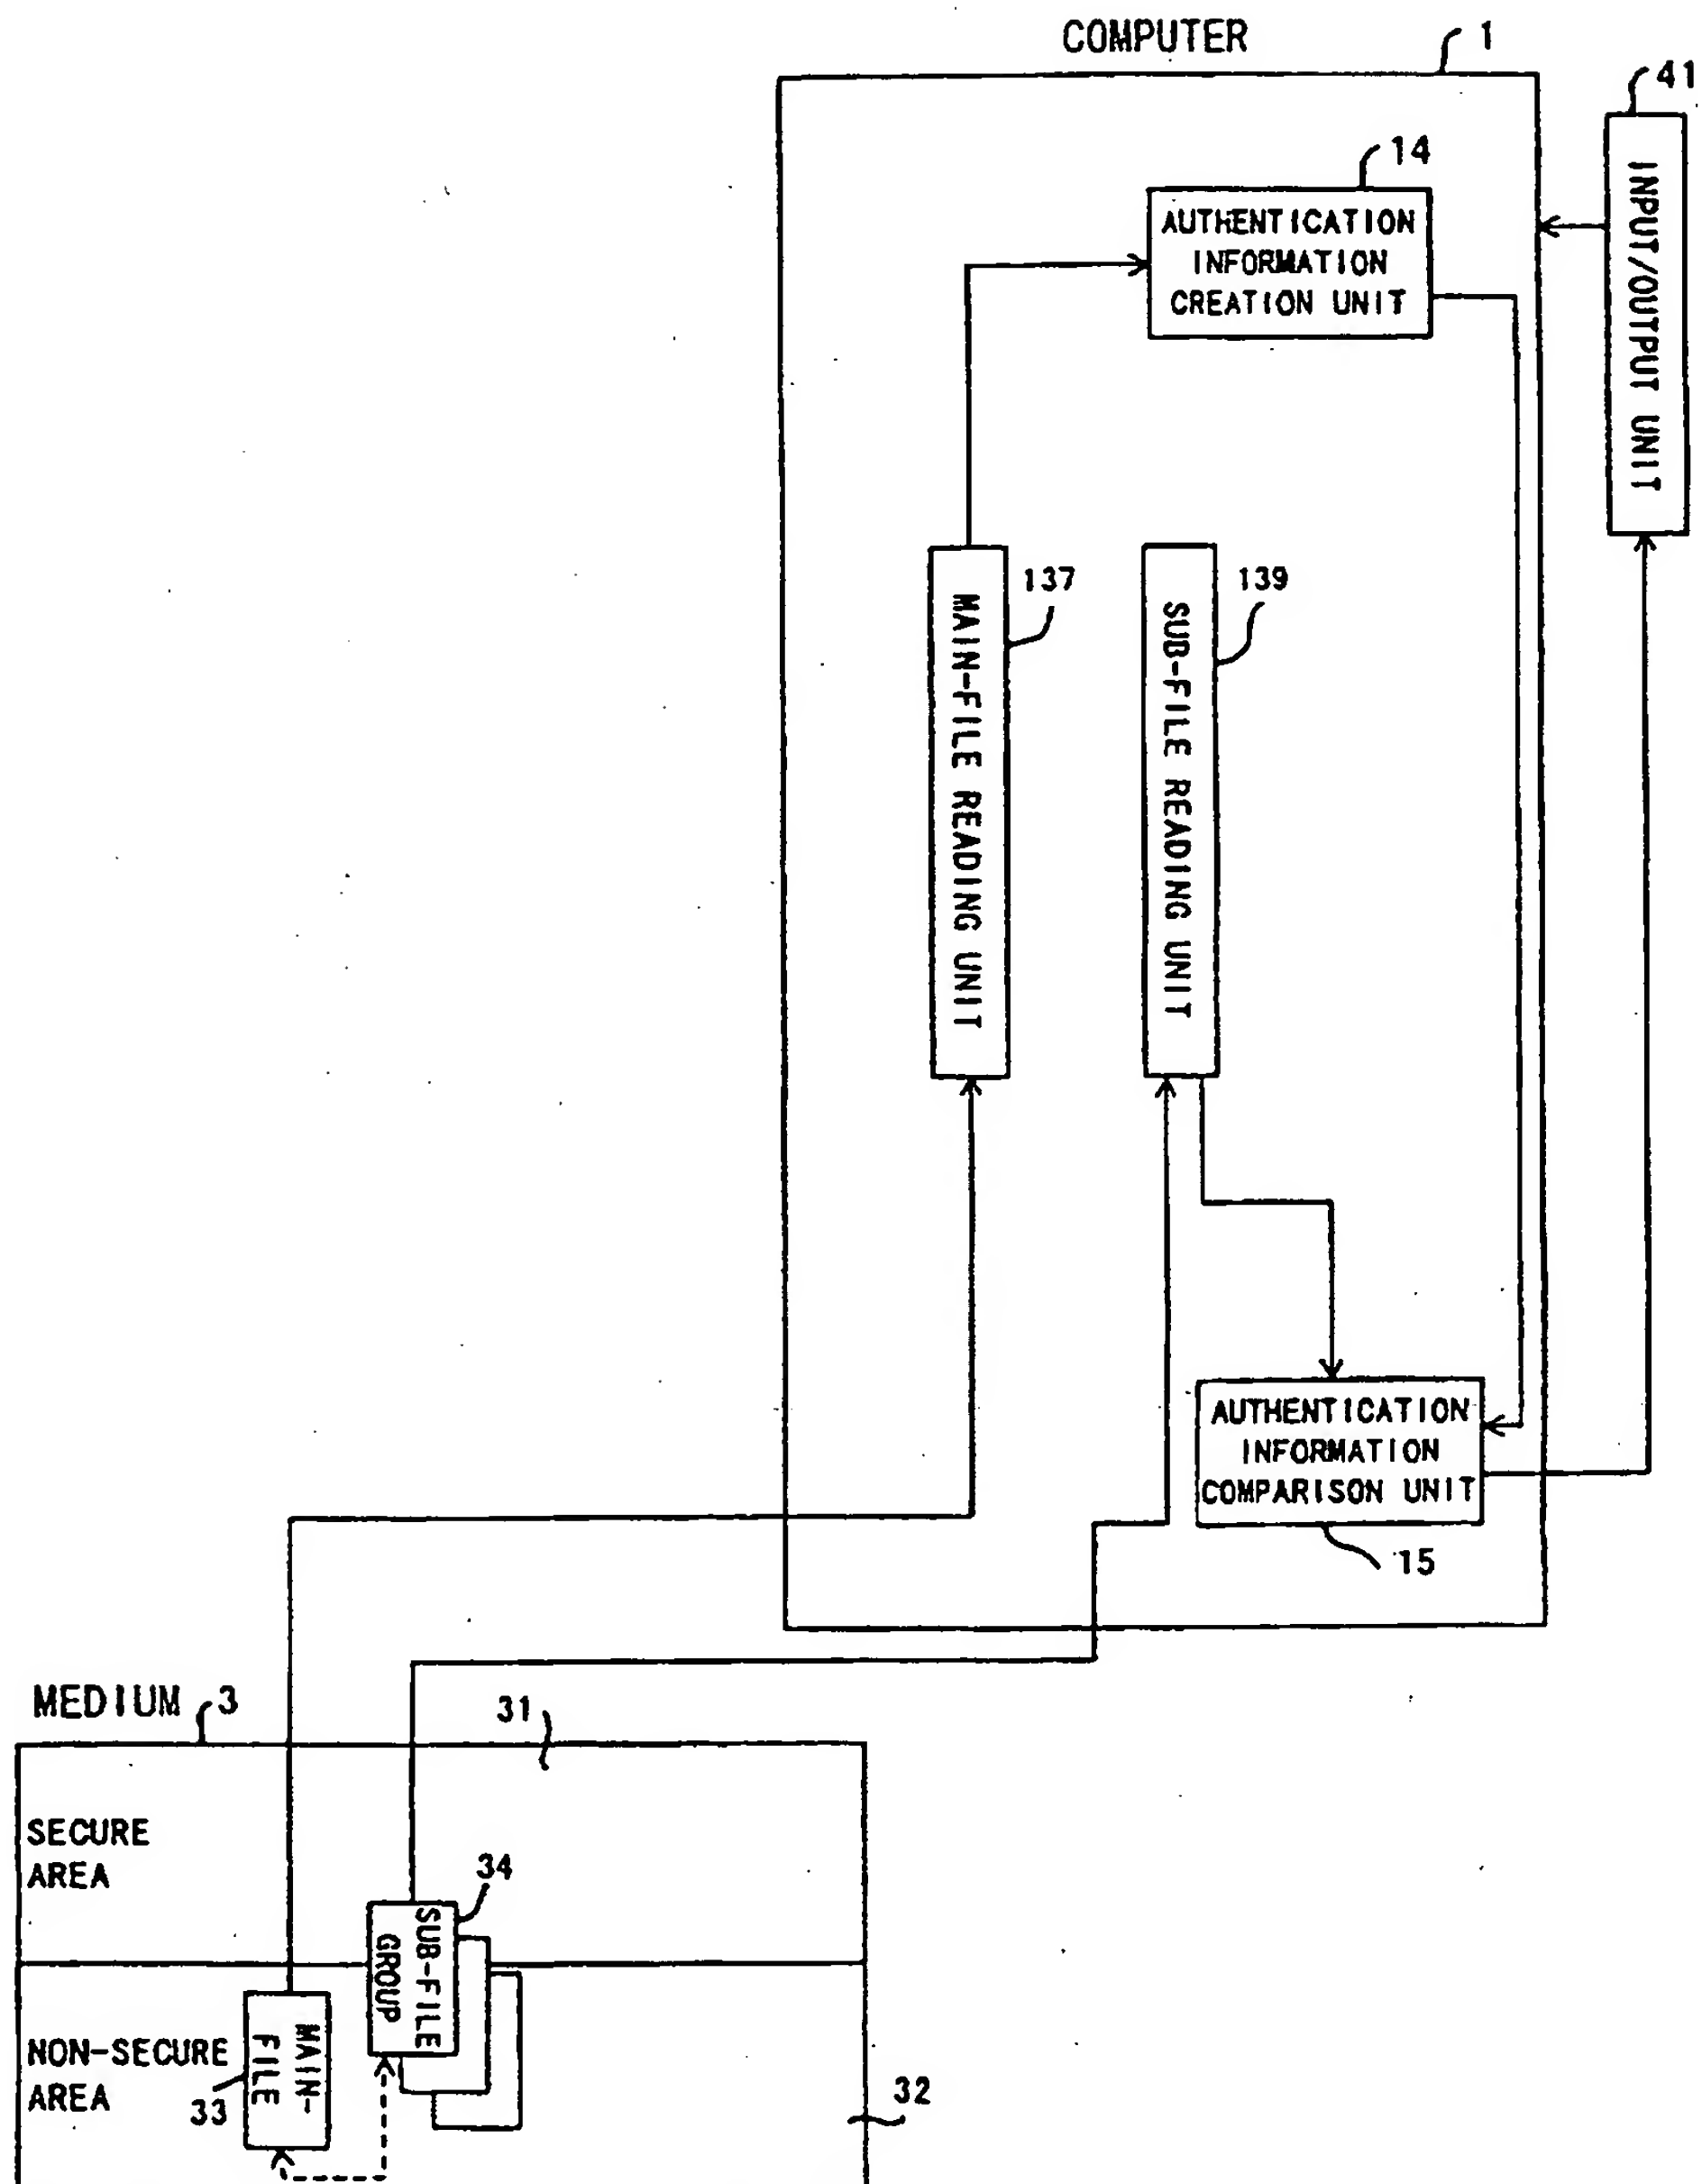 COMPUTER
1
41
14
AUTHENTICATION
INFORMATION
CREATION UNIT
INPUT/OUTPUT UNIT
137
139
MAIN-FILE READING UNIT
SUB-FILE READING UNIT
AUTHENTICATION
INFORMATION
COMPARISON UNIT
15
MEDIUM
3
31
SECURE
AREA
34
SUB-FILE
GROUP
NON-SECURE
AREA
MAIN-
FILE
33
32